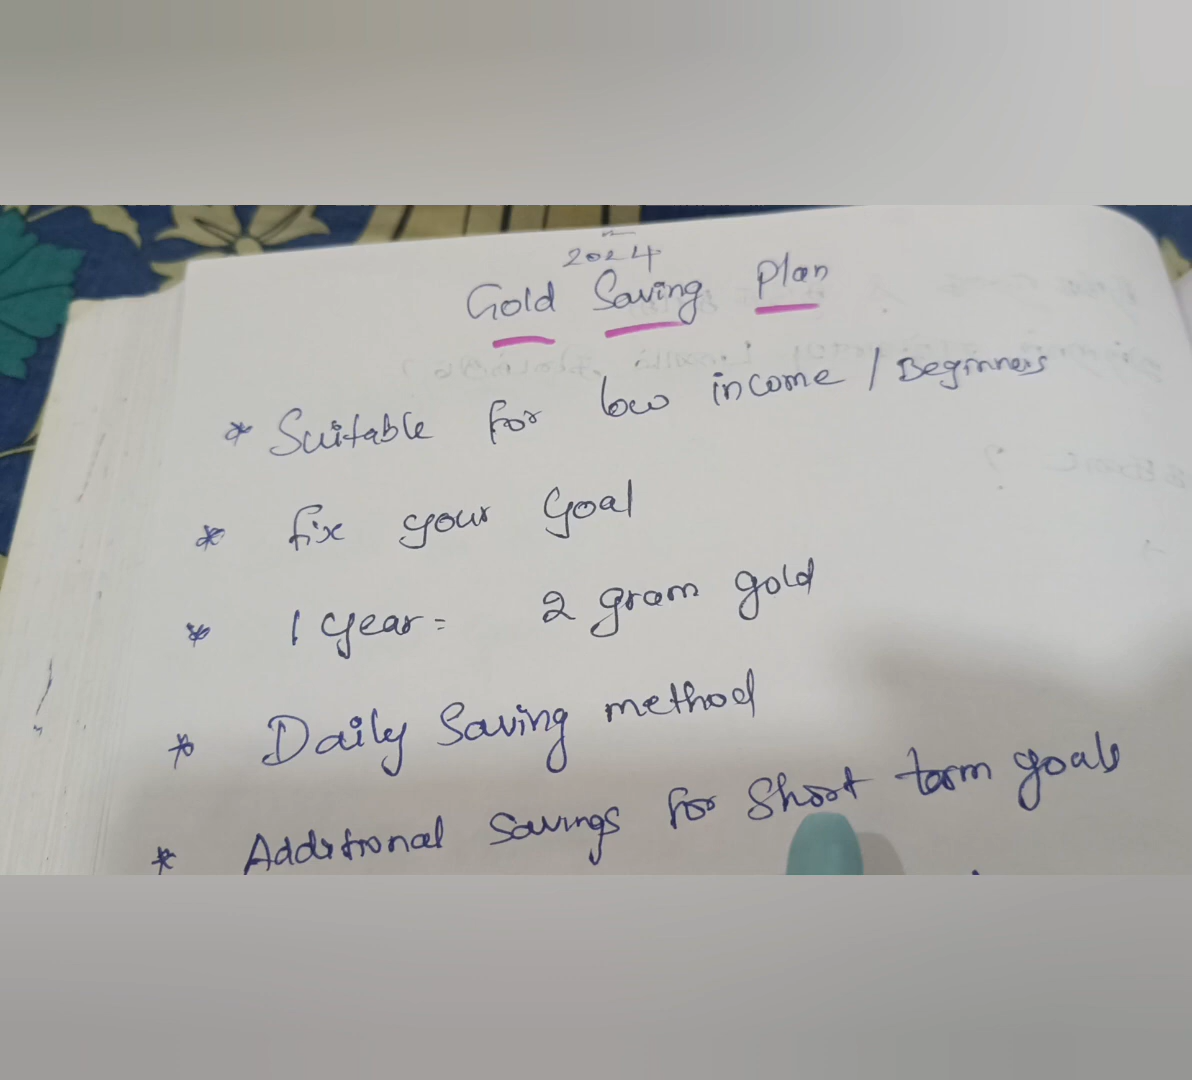 2024
Gold Saving Plan
* Suitable for low income / Beginners
* fix your Goal
* 1 year = 2 gram gold
* Daily Saving method
* Additional Savings for Short term goals